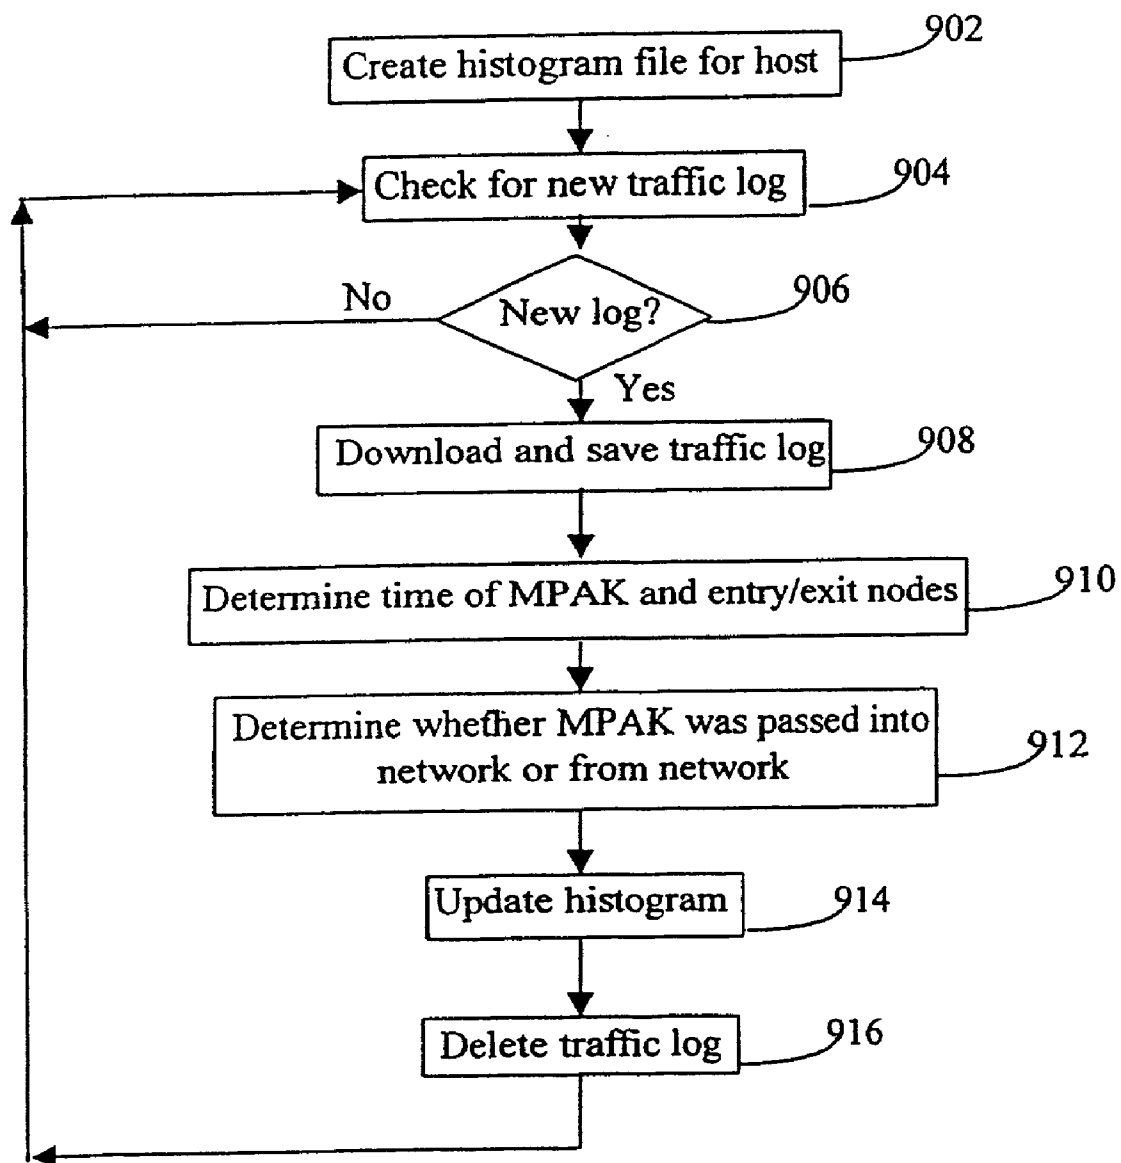 902
Create histogram file for host
Check for new traffic log
904
No
New log?
906
Yes
Download and save traffic log
908
Determine time of MPAK and entry/exit nodes
910
Determine whether MPAK was passed into
network or from network
912
Update histogram
914
Delete traffic log
916